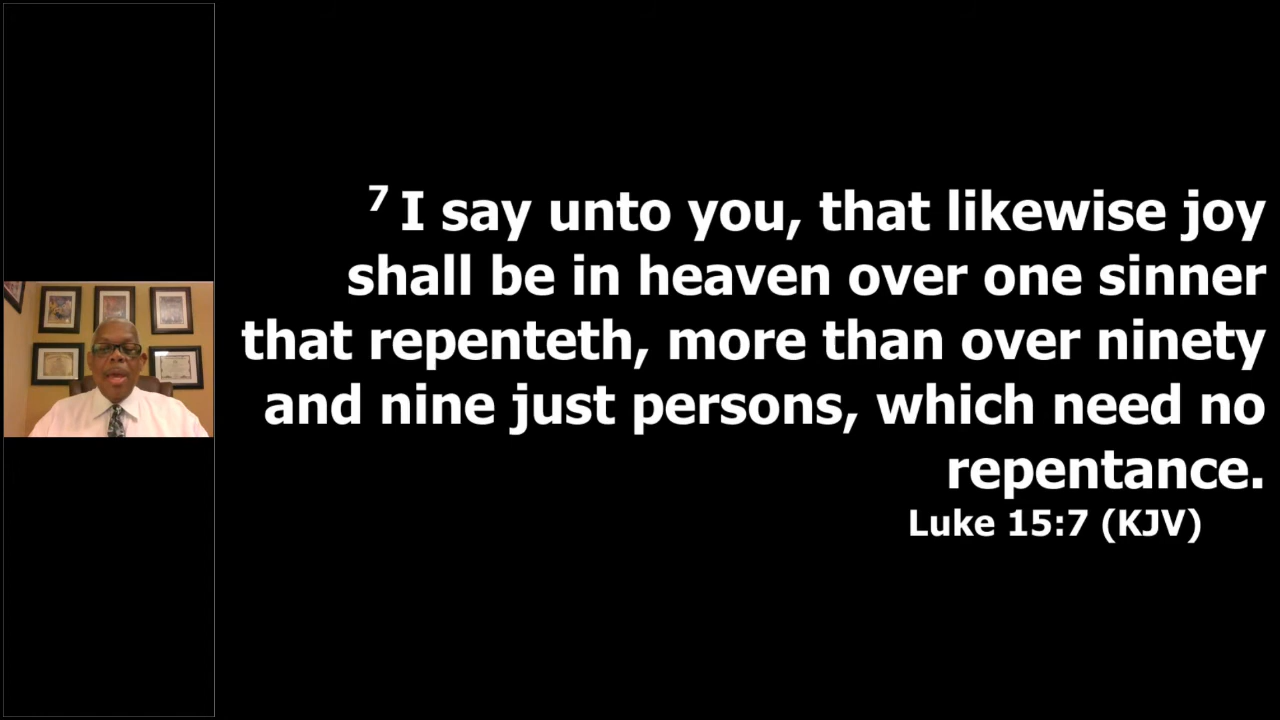 7 I say unto you, that likewise joy
shall be in heaven over one sinner
that repenteth, more than over ninety
and nine just persons, which need no
repentance.
Luke 15:7 (KJV)